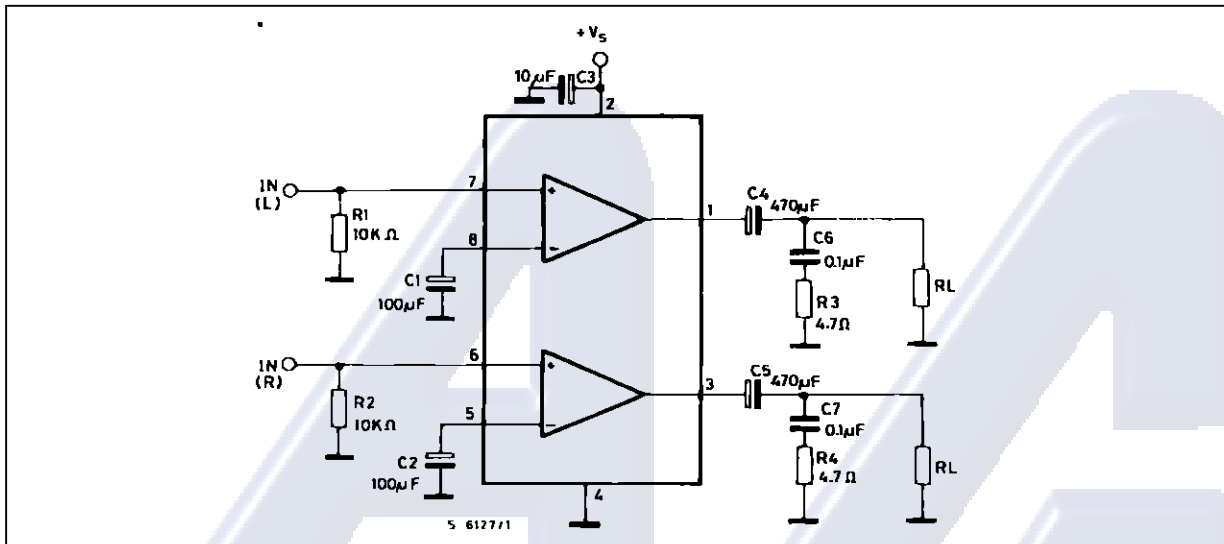 +Vs
10µF
C3
2
IN
(L)
7
R1
10KΩ
8
C1
100µF
+
−
1
C4
470µF
C6
0.1µF
R3
4.7Ω
RL
IN
(R)
6
R2
10KΩ
5
C2
100µF
+
−
3
C5
470µF
C7
0.1µF
R4
4.7Ω
RL
4
S 6127/1